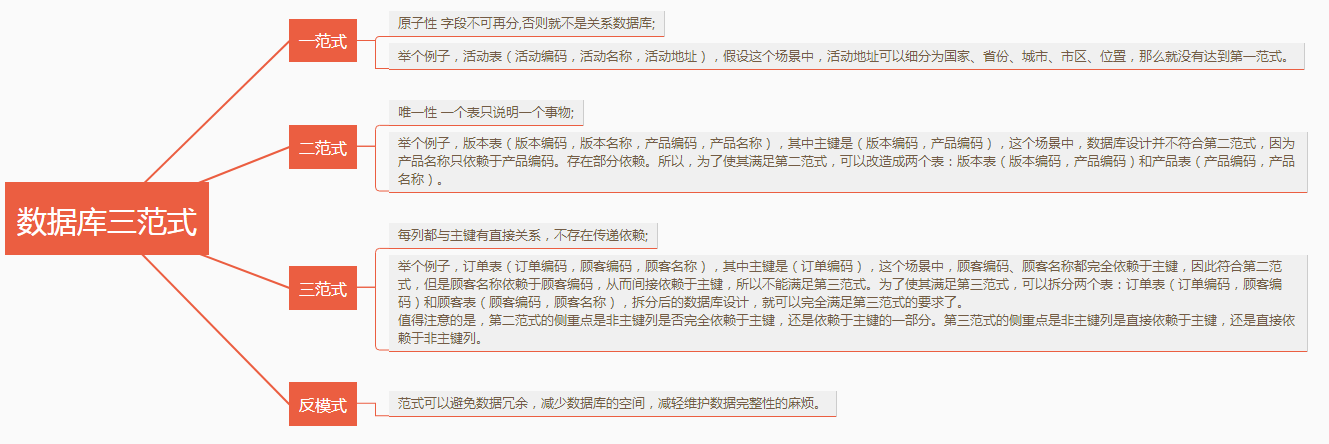 数据库三范式
一范式
原子性 字段不可再分,否则就不是关系数据库;
举个例子，活动表（活动编码，活动名称，活动地址），假设这个场景中，活动地址可以细分为国家、省份、城市、市区、位置，那么就没有达到第一范式。
二范式
唯一性 一个表只说明一个事物;
举个例子，版本表（版本编码，版本名称，产品编码，产品名称），其中主键是（版本编码，产品编码），这个场景中，数据库设计并不符合第二范式，因为
产品名称只依赖于产品编码。存在部分依赖。所以，为了使其满足第二范式，可以改造成两个表：版本表（版本编码，产品编码）和产品表（产品编码，产品
名称）。
三范式
每列都与主键有直接关系，不存在传递依赖;
举个例子，订单表（订单编码，顾客编码，顾客名称），其中主键是（订单编码），这个场景中，顾客编码、顾客名称都完全依赖于主键，因此符合第二范
式，但是顾客名称依赖于顾客编码，从而间接依赖于主键，所以不能满足第三范式。为了使其满足第三范式，可以拆分两个表：订单表（订单编码，顾客编
码）和顾客表（顾客编码，顾客名称），拆分后的数据库设计，就可以完全满足第三范式的要求了。
值得注意的是，第二范式的侧重点是非主键列是否完全依赖于主键，还是依赖于主键的一部分。第三范式的侧重点是非主键列是直接依赖于主键，还是直接依
赖于非主键列。
反模式
范式可以避免数据冗余，减少数据库的空间，减轻维护数据完整性的麻烦。